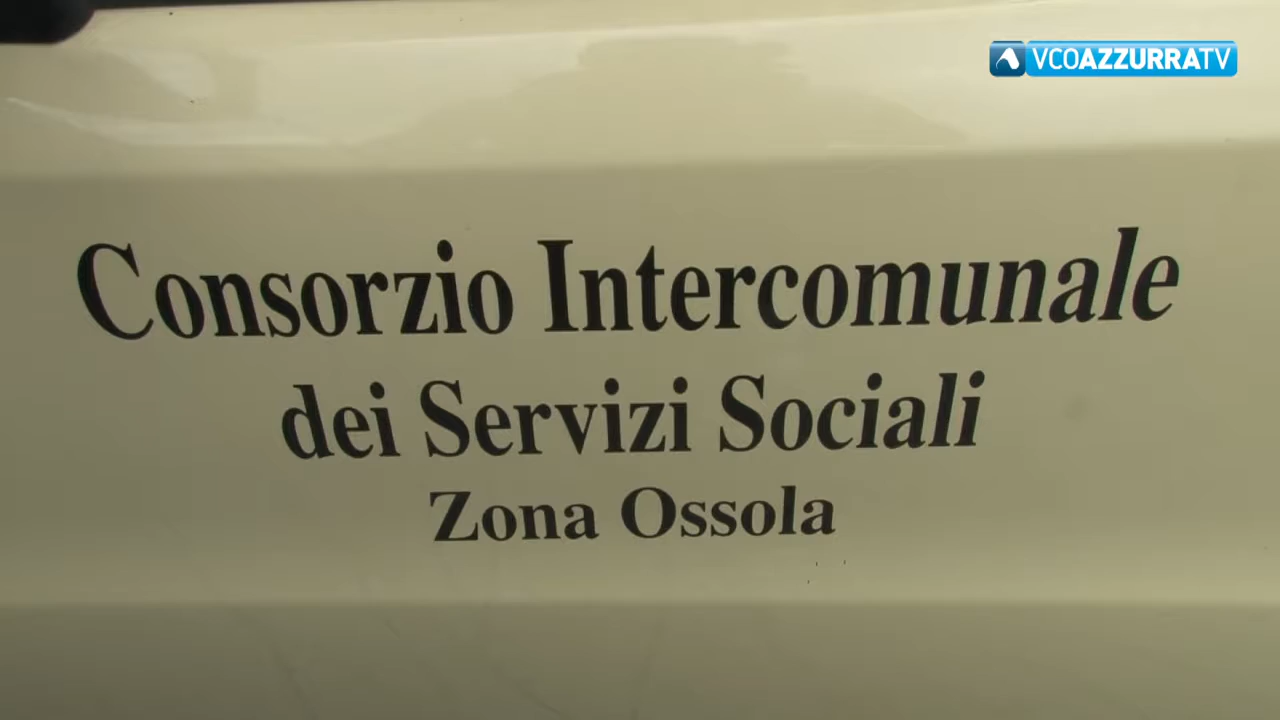 VCOAZZURRATV
Consorzio Intercomunale
dei Servizi Sociali
Zona Ossola